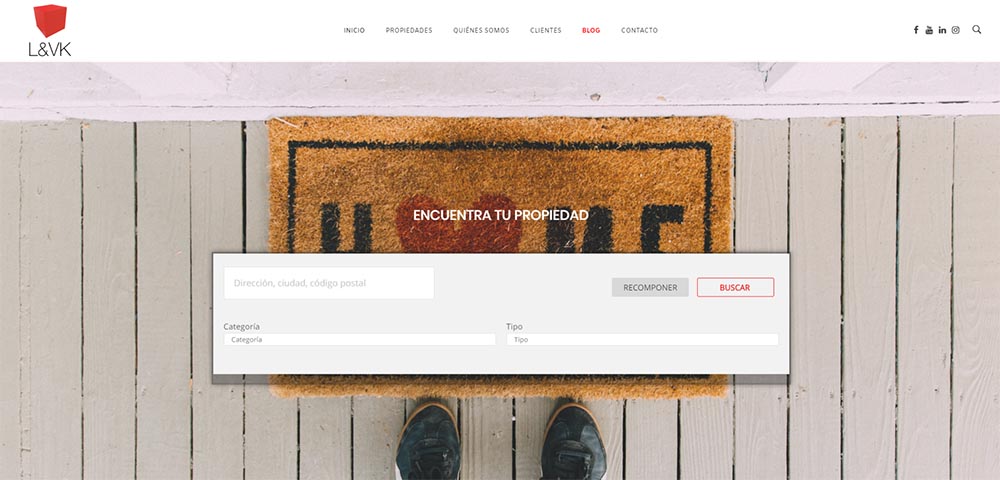 L&VK
INICIO PROPIEDADES QUIÉNES SOMOS CLIENTES BLOG CONTACTO
ENCUENTRA TU PROPIEDAD
Dirección, ciudad, código postal
RECOMPONER BUSCAR
Categoría Tipo
Categoría Tipo